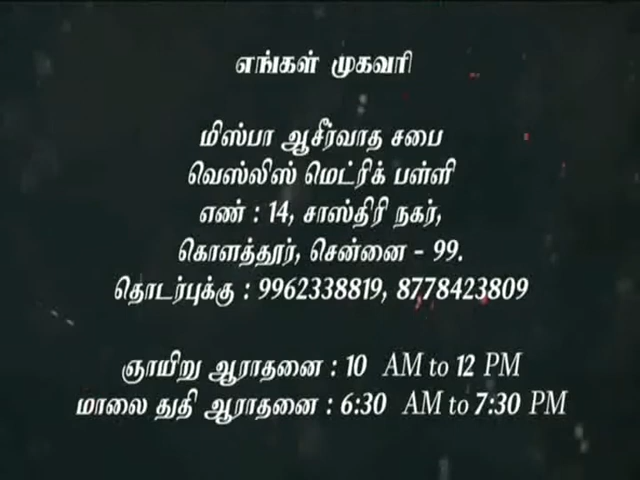 எங்கள் முகவரி
மிஸ்பா ஆசீர்வாத சபை
வெஸ்லிஸ் மெட்ரிக் பள்ளி
எண் : 14, சாஸ்திரி நகர்,
கொளத்தூர், சென்னை - 99.
தொடர்புக்கு : 9962338819, 8778423809
ஞாயிறு ஆராதனை : 10 AM to 12 PM
மாலை துதி ஆராதனை : 6:30 AM to 7:30 PM